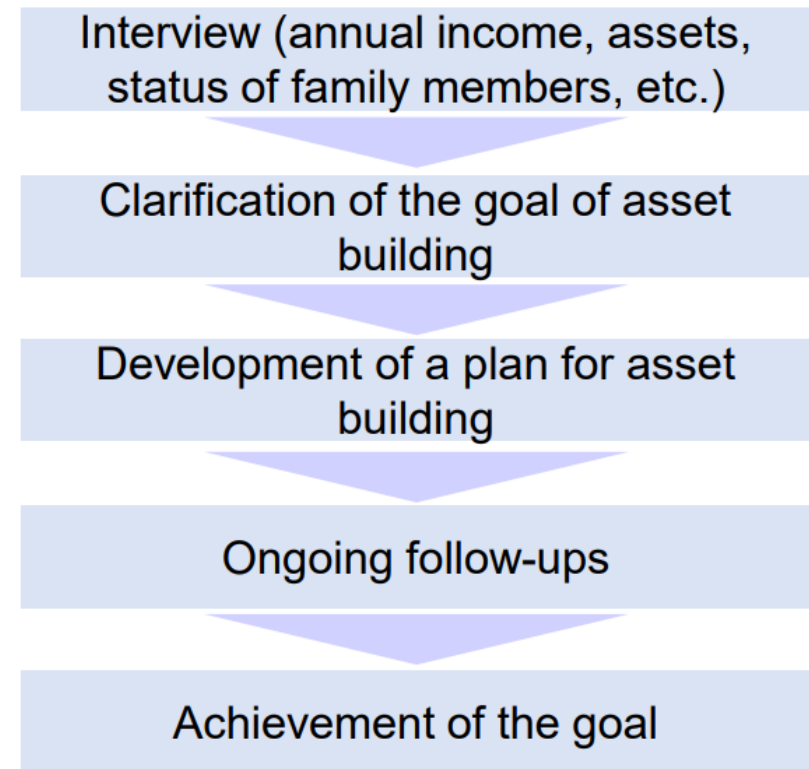 Interview (annual income, assets,
status of family members, etc.)
Clarification of the goal of asset
building
Development of a plan for asset
building
Ongoing follow-ups
Achievement of the goal